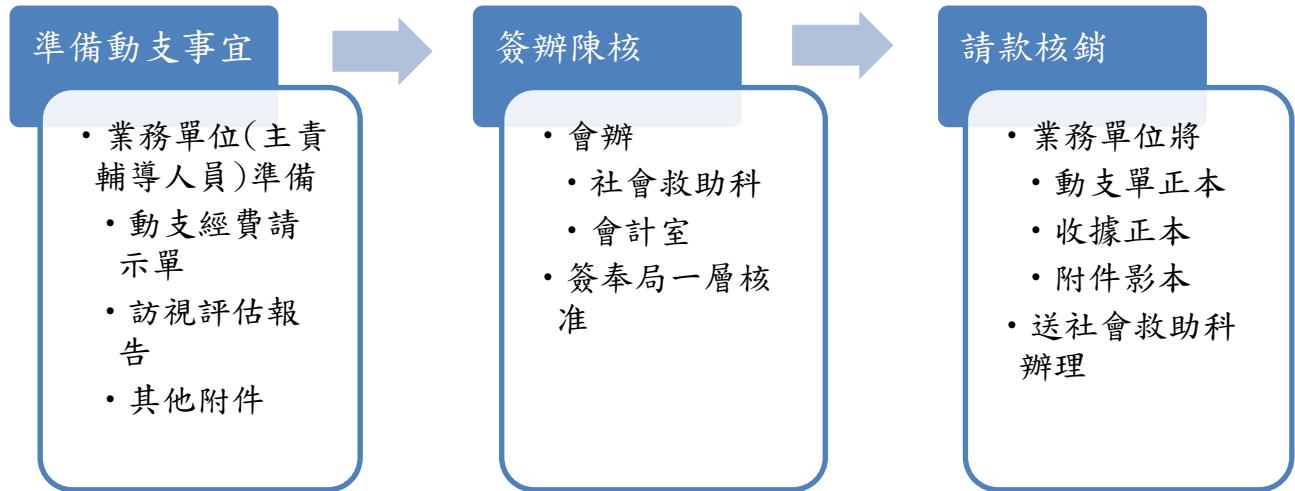 準備動支事宜
・業務單位(主責
輔導人員)準備
・動支經費請
示單
・訪視評估報
告
・其他附件
簽辦陳核
・會辦
・社會救助科
・會計室
・簽奉局一層核
准
請款核銷
・業務單位將
・動支單正本
・收據正本
・附件影本
・送社會救助科
辦理